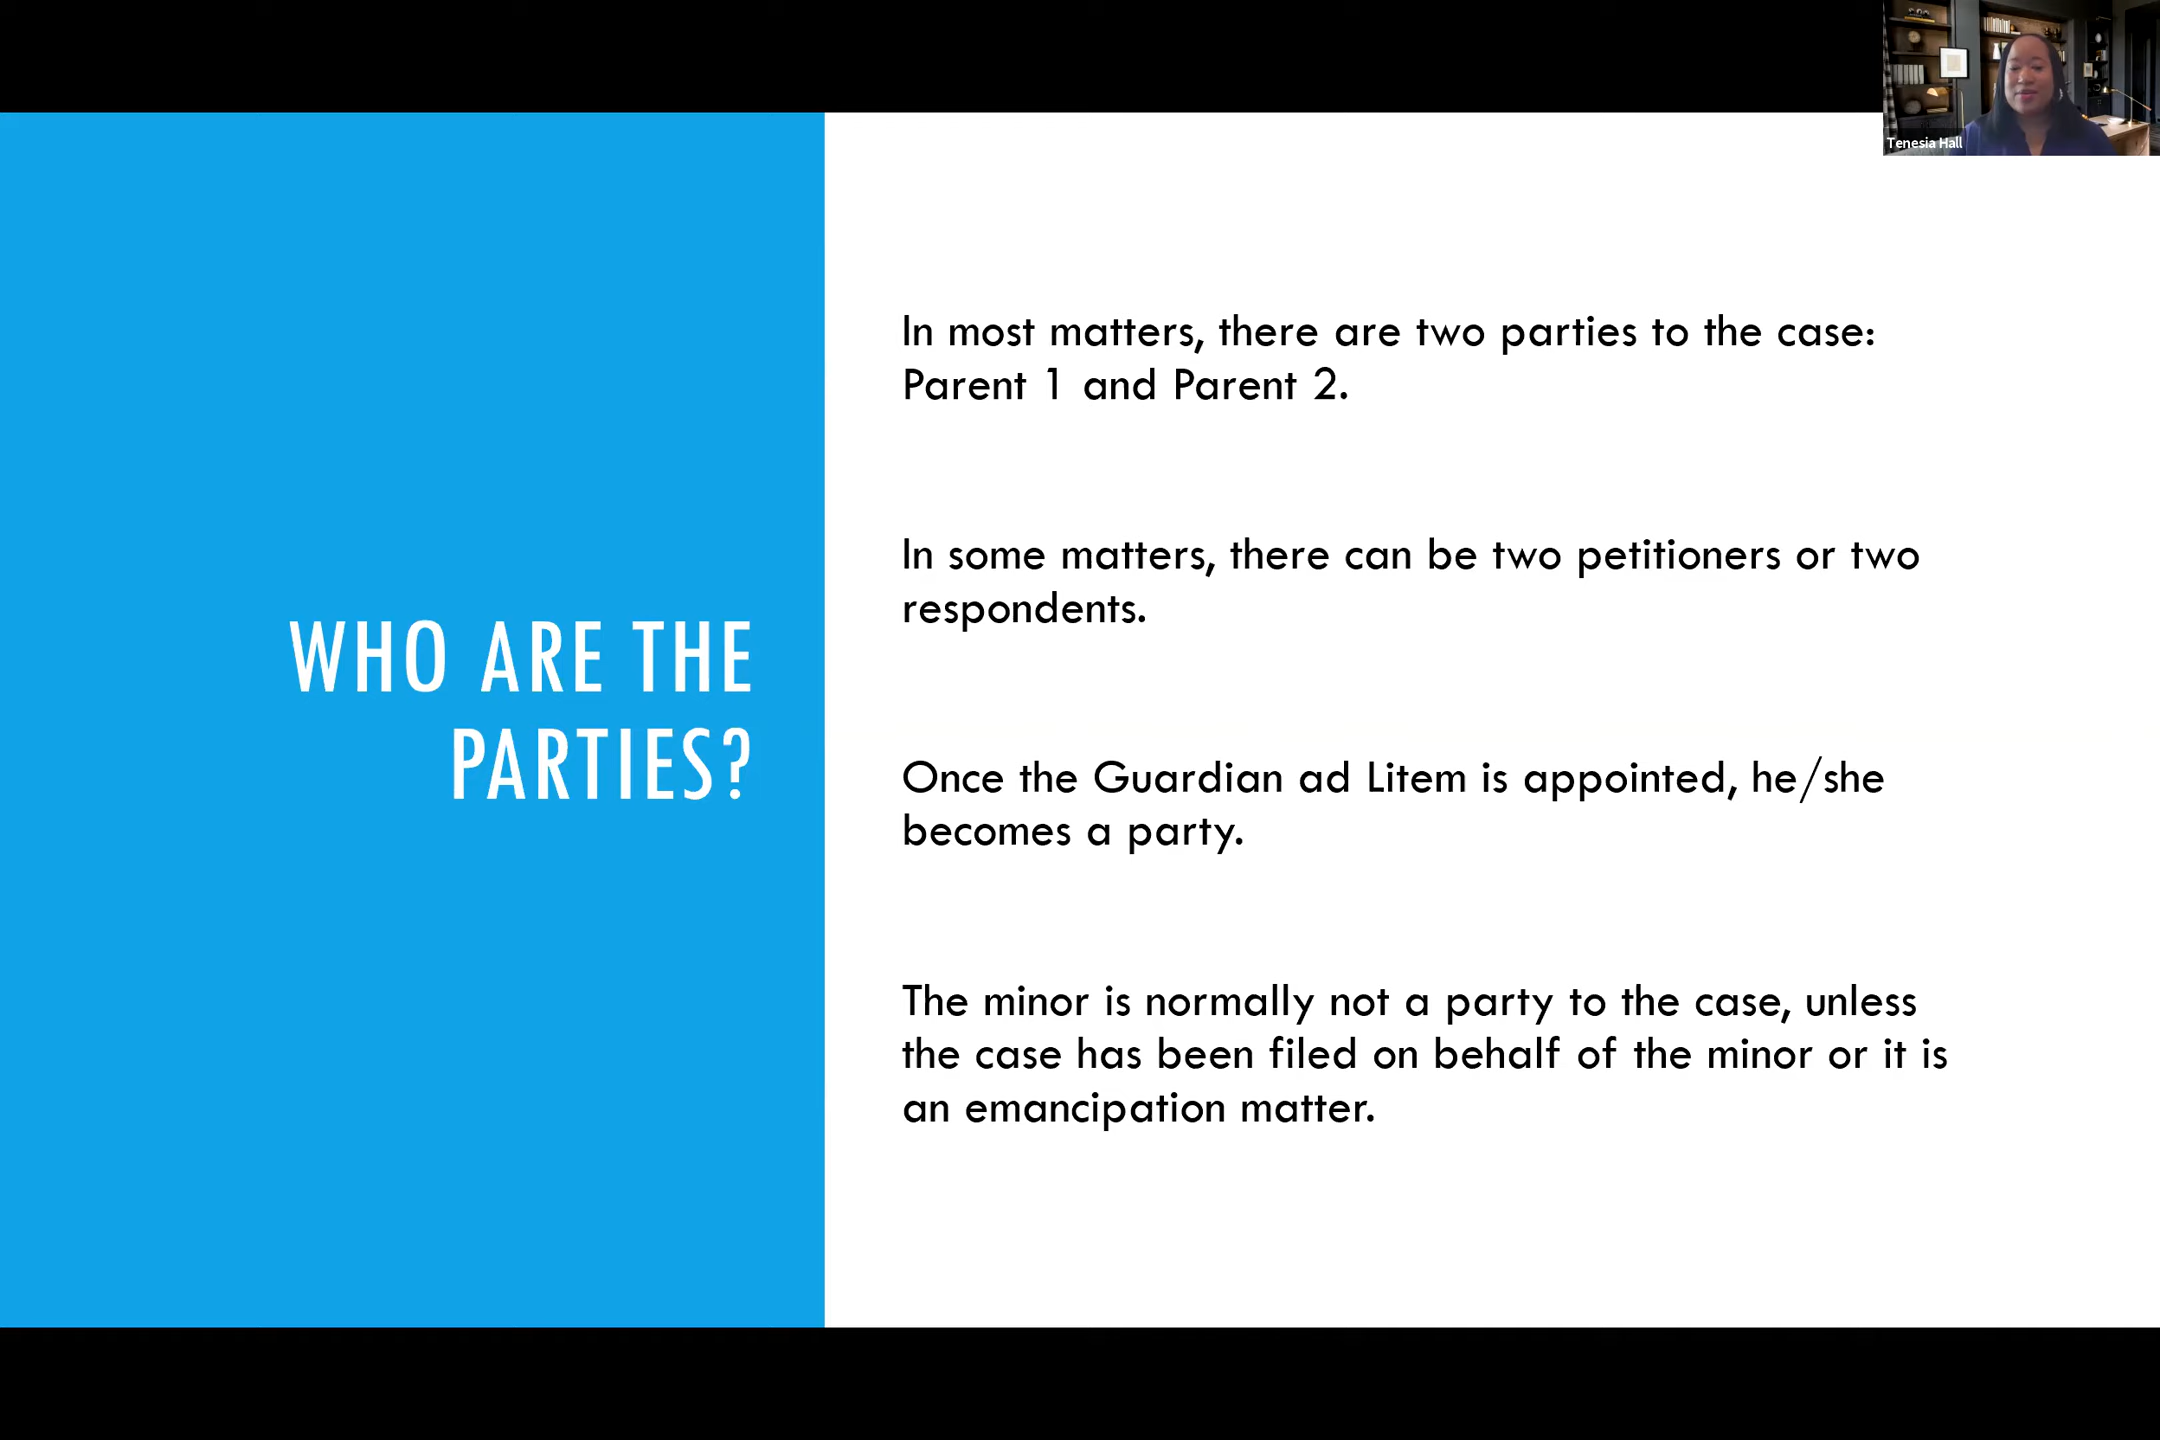 Tenesia Hall
WHO ARE THE
PARTIES?
In most matters, there are two parties to the case:
Parent 1 and Parent 2.
In some matters, there can be two petitioners or two
respondents.
Once the Guardian ad Litem is appointed, he/she
becomes a party.
The minor is normally not a party to the case, unless
the case has been filed on behalf of the minor or it is
an emancipation matter.